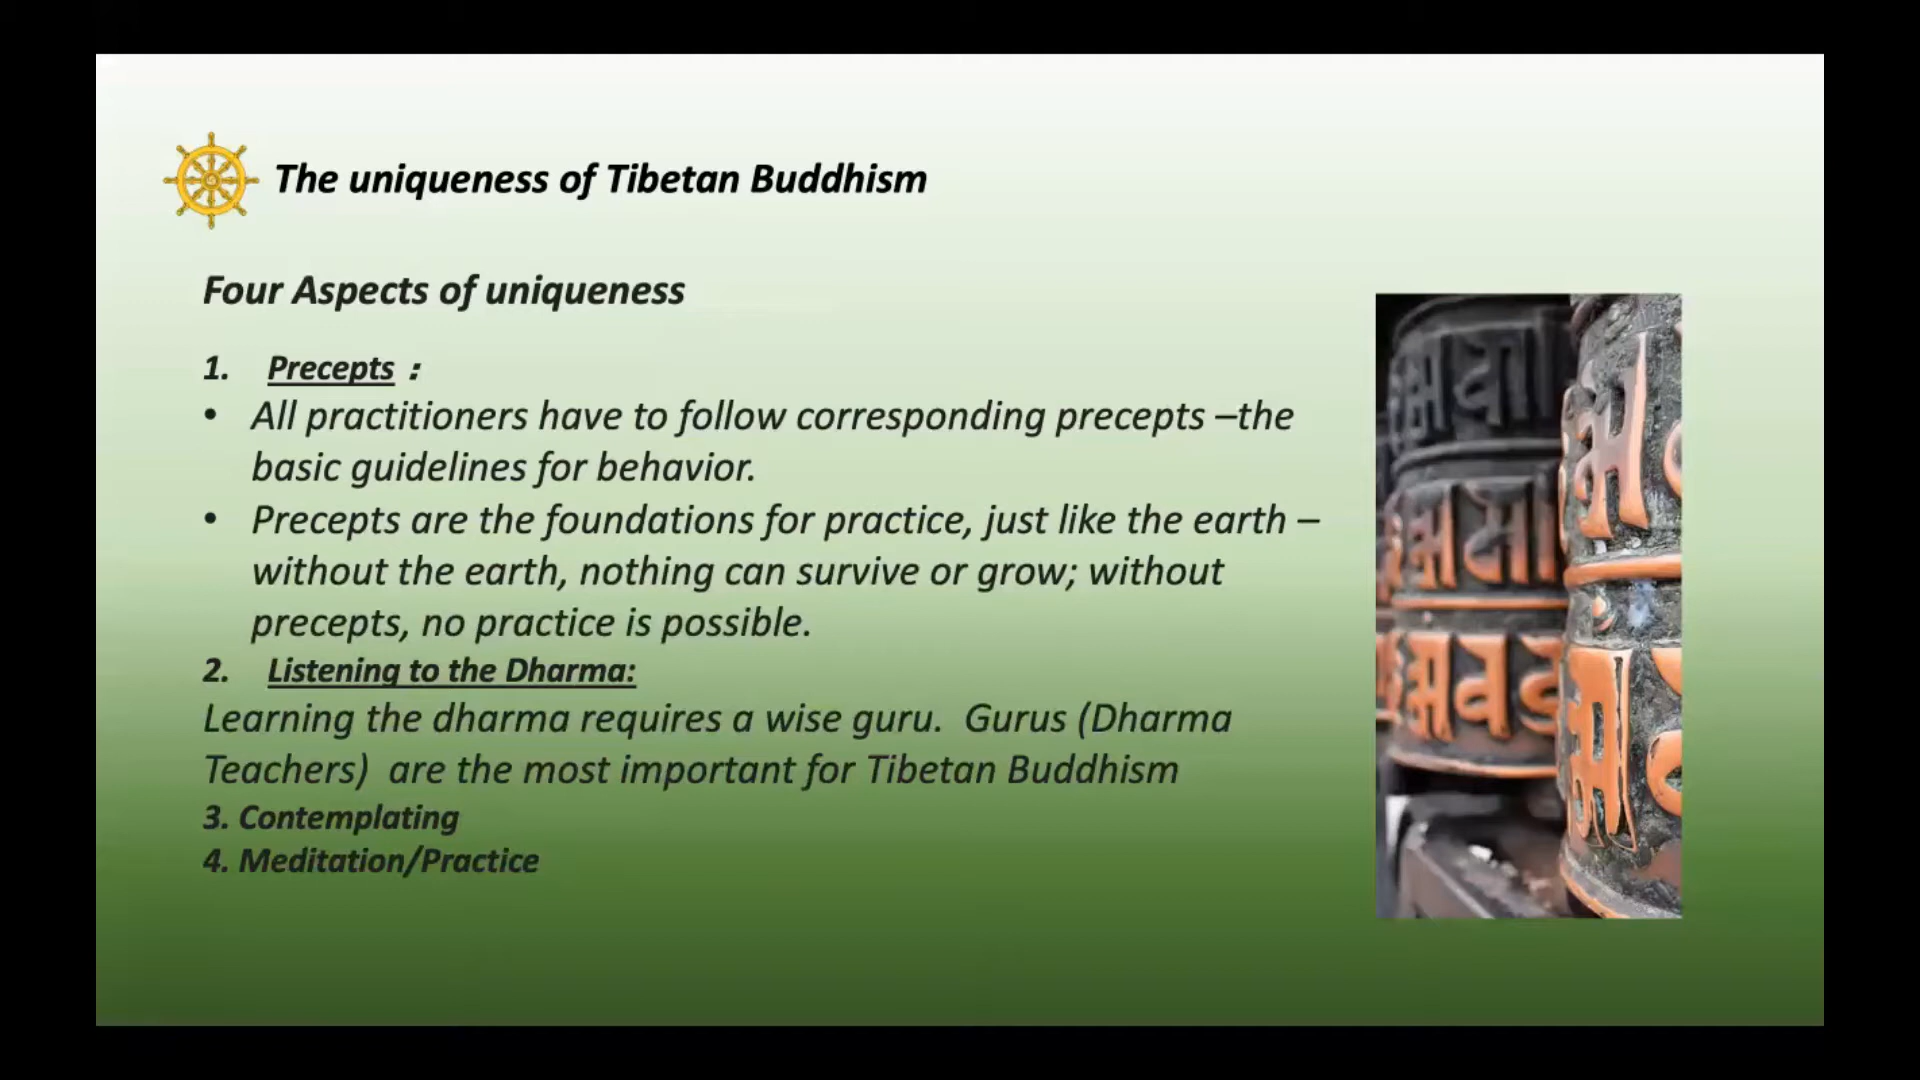 The uniqueness of Tibetan Buddhism
Four Aspects of uniqueness
1. Precepts：
• All practitioners have to follow corresponding precepts –the
basic guidelines for behavior.
• Precepts are the foundations for practice, just like the earth –
without the earth, nothing can survive or grow; without
precepts, no practice is possible.
2. Listening to the Dharma:
Learning the dharma requires a wise guru.  Gurus (Dharma
Teachers)  are the most important for Tibetan Buddhism
3. Contemplating
4. Meditation/Practice